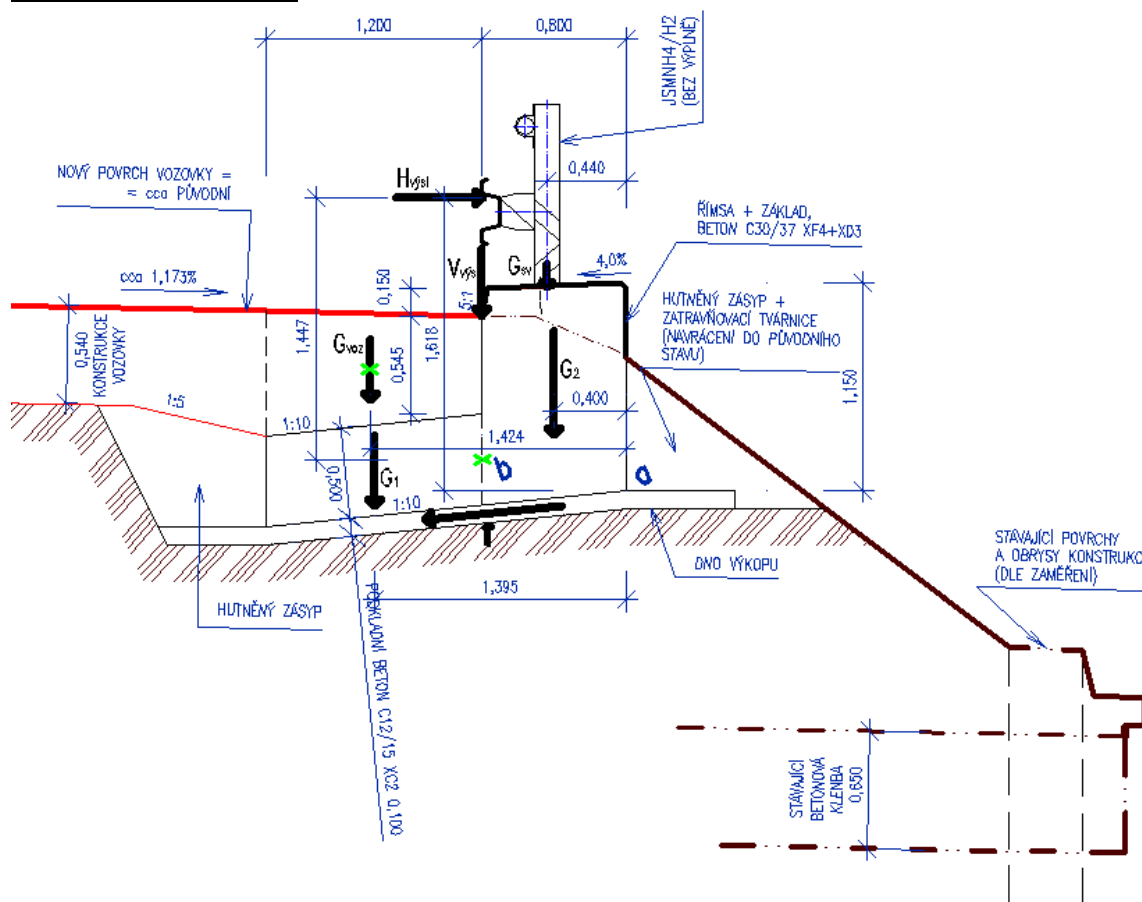 1,200
0,800
JSMNH4/H2
(BEZ VÝPLNĚ)
0,440
NOVÝ POVRCH VOZOVKY =
= cca PŮVODNÍ
Hvýsl
ŘÍMSA + ZÁKLAD,
BETON C30/37 XF4+XD3
cca 1,173%
Vvýs
Gsv
4,0%
0,150
5:1
HUTNĚNÝ ZÁSYP +
ZATRAVŇOVACÍ TVÁRNICE
(NAVRÁCENÍ DO PŮVODNÍHO
STAVU)
0,540
KONSTRUKCE
VOZOVKY
1,447
1,618
Gvoz
0,545
G2
1:5
0,400
1,150
1:10
1,424
b
a
0,500
G1
1:10
DNO VÝKOPU
STÁVAJÍCÍ POVRCHY
A OBRYSY KONSTRUKC
(DLE ZAMĚŘENÍ)
HUTNĚNÝ ZÁSYP
1,395
PODKLADNÍ BETON C12/15 XC2 0,100
STÁVAJÍCÍ
BETONOVÁ
KLENBA
0,650